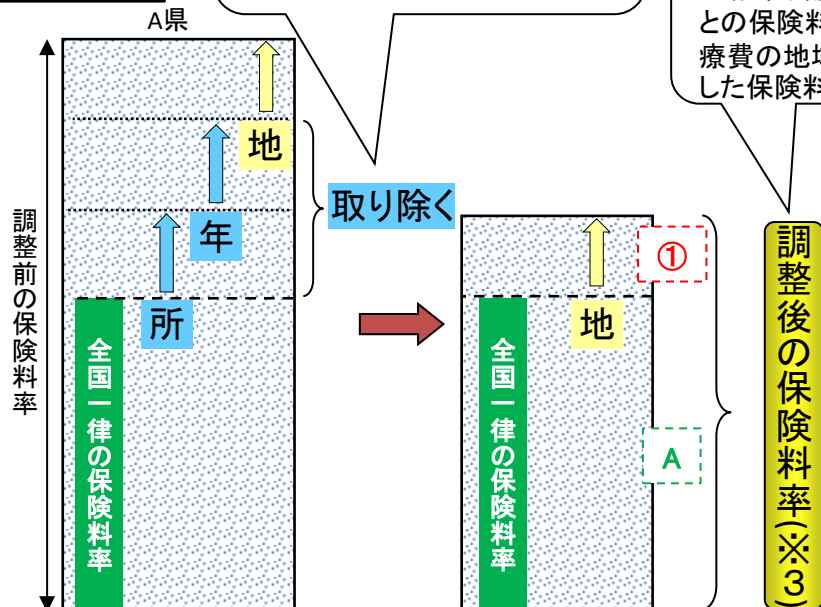 A県
との保険料
療費の地域
した保険料
調整前の保険料率
地
年
所
取り除く
全国一律の保険料率
①
地
全国一律の保険料率
A
調整後の保険料率(※3)